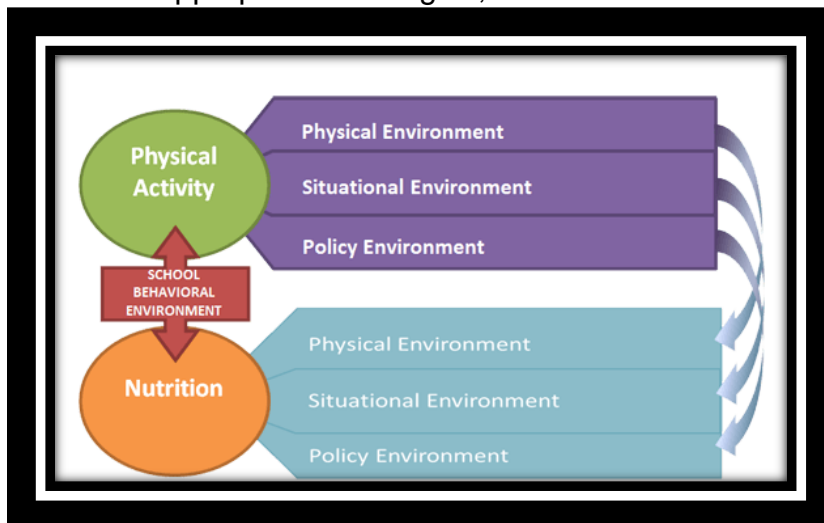 Physical
Activity
Physical Environment
Situational Environment
Policy Environment
SCHOOL
BEHAVIORAL
ENVIRONMENT
Nutrition
Physical Environment
Situational Environment
Policy Environment